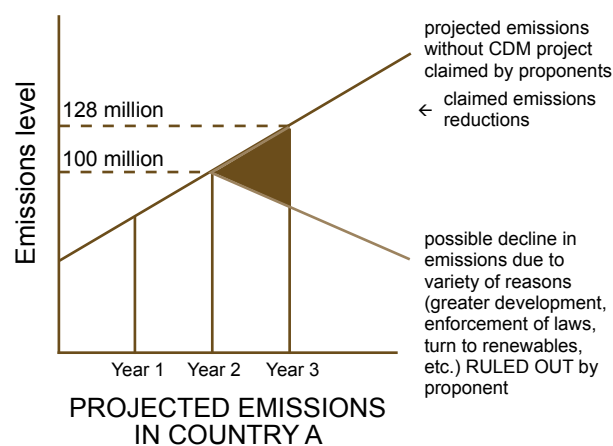 projected emissions
without CDM project
claimed by proponents
← claimed emissions
reductions
128 million
100 million
Emissions level
possible decline in
emissions due to
variety of reasons
(greater development,
enforcement of laws,
turn to renewables,
etc.) RULED OUT by
proponent
Year 1 Year 2 Year 3
PROJECTED EMISSIONS
IN COUNTRY A